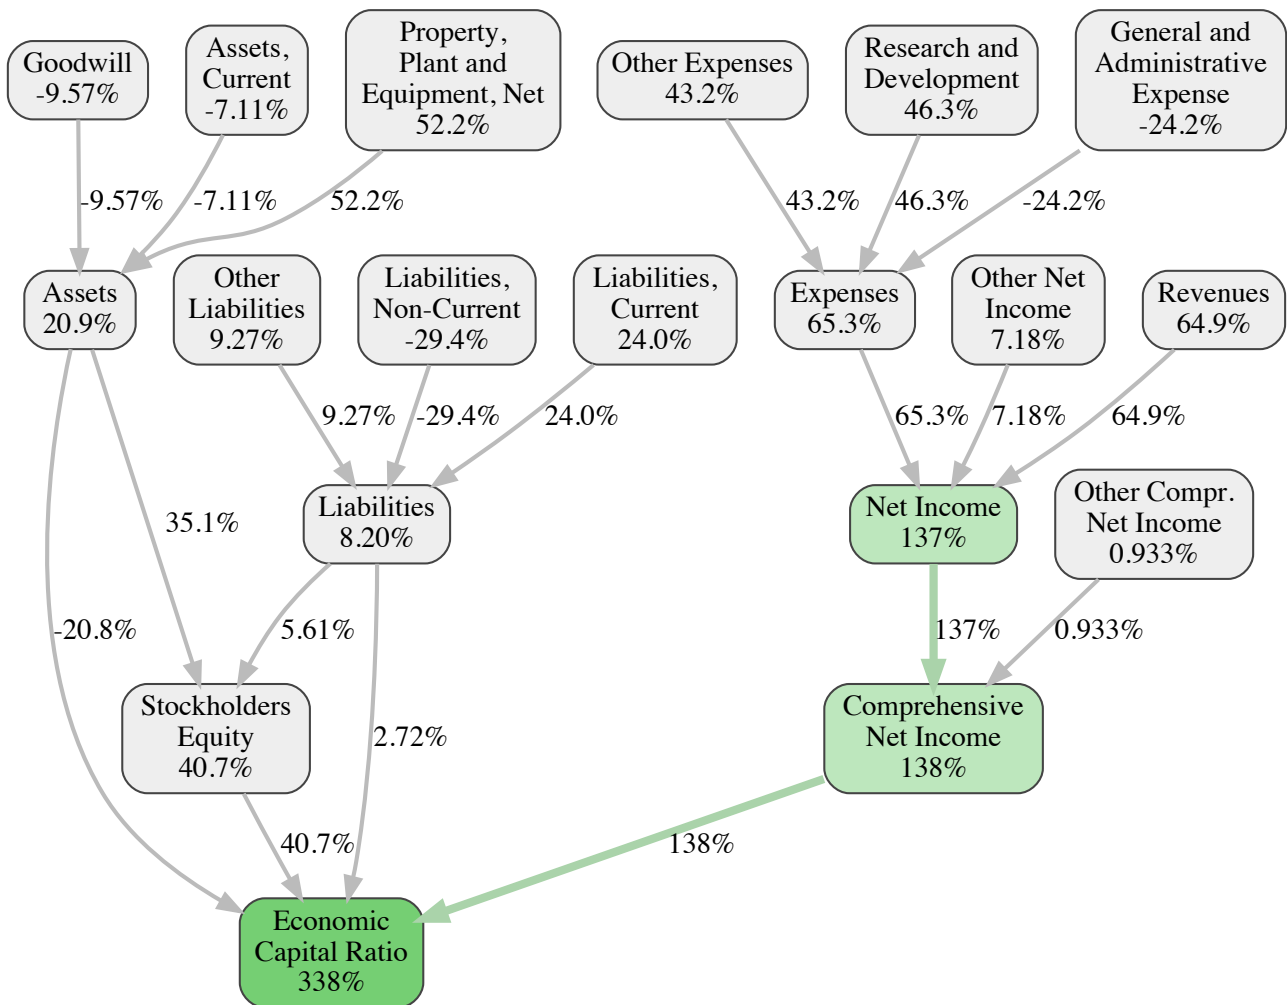 Goodwill
-9.57%
Assets,
Current
-7.11%
Property,
Plant and
Equipment, Net
52.2%
Other Expenses
43.2%
Research and
Development
46.3%
General and
Administrative
Expense
-24.2%
-9.57%
-7.11%
52.2%
43.2%
46.3%
-24.2%
Assets
20.9%
Other
Liabilities
9.27%
Liabilities,
Non-Current
-29.4%
Liabilities,
Current
24.0%
Expenses
65.3%
Other Net
Income
7.18%
Revenues
64.9%
9.27%
-29.4%
24.0%
65.3%
7.18%
64.9%
35.1%
Liabilities
8.20%
Net Income
137%
Other Compr.
Net Income
0.933%
-20.8%
5.61%
137%
0.933%
Stockholders
Equity
40.7%
2.72%
Comprehensive
Net Income
138%
40.7%
138%
Economic
Capital Ratio
338%